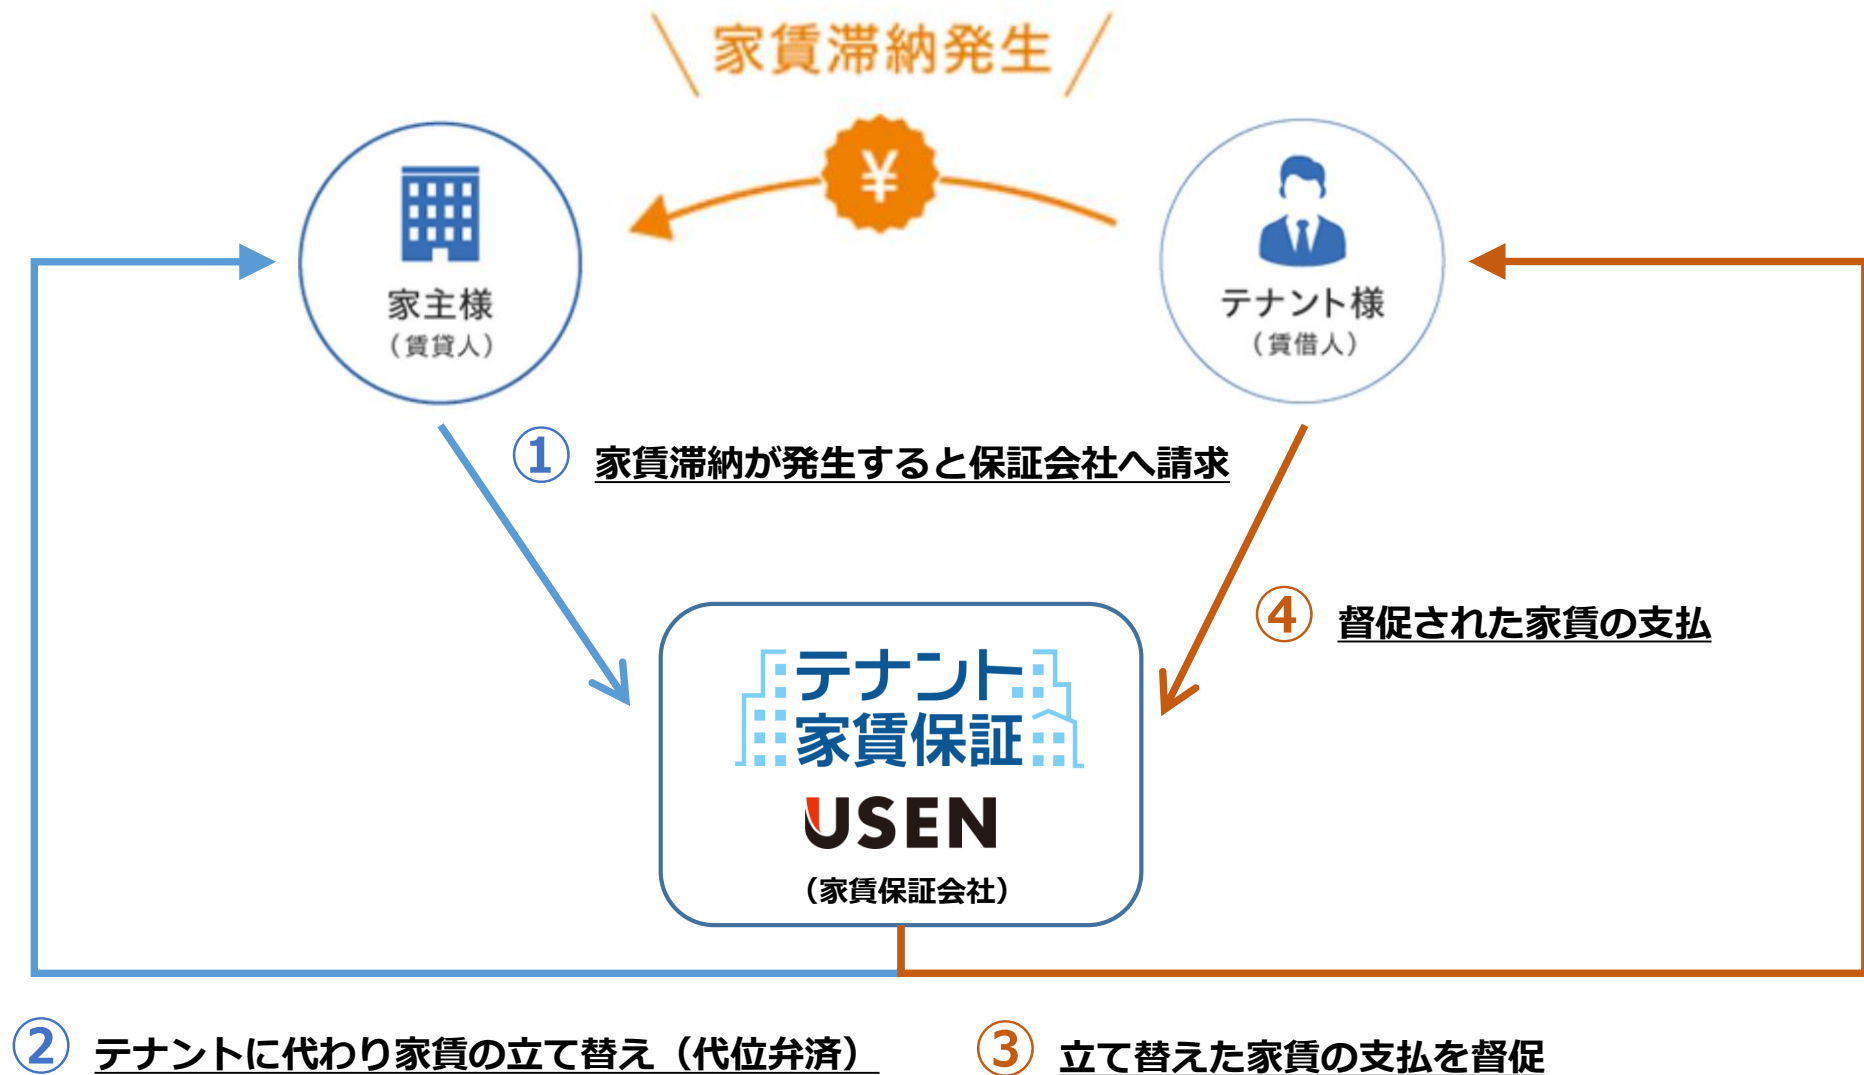 家賃滞納発生
¥
家主様
（賃貸人）
テナント様
（賃借人）
① 家賃滞納が発生すると保証会社へ請求
④ 督促された家賃の支払
テナント
家賃保証
USEN
（家賃保証会社）
② テナントに代わり家賃の立て替え（代位弁済）
③ 立て替えた家賃の支払を督促